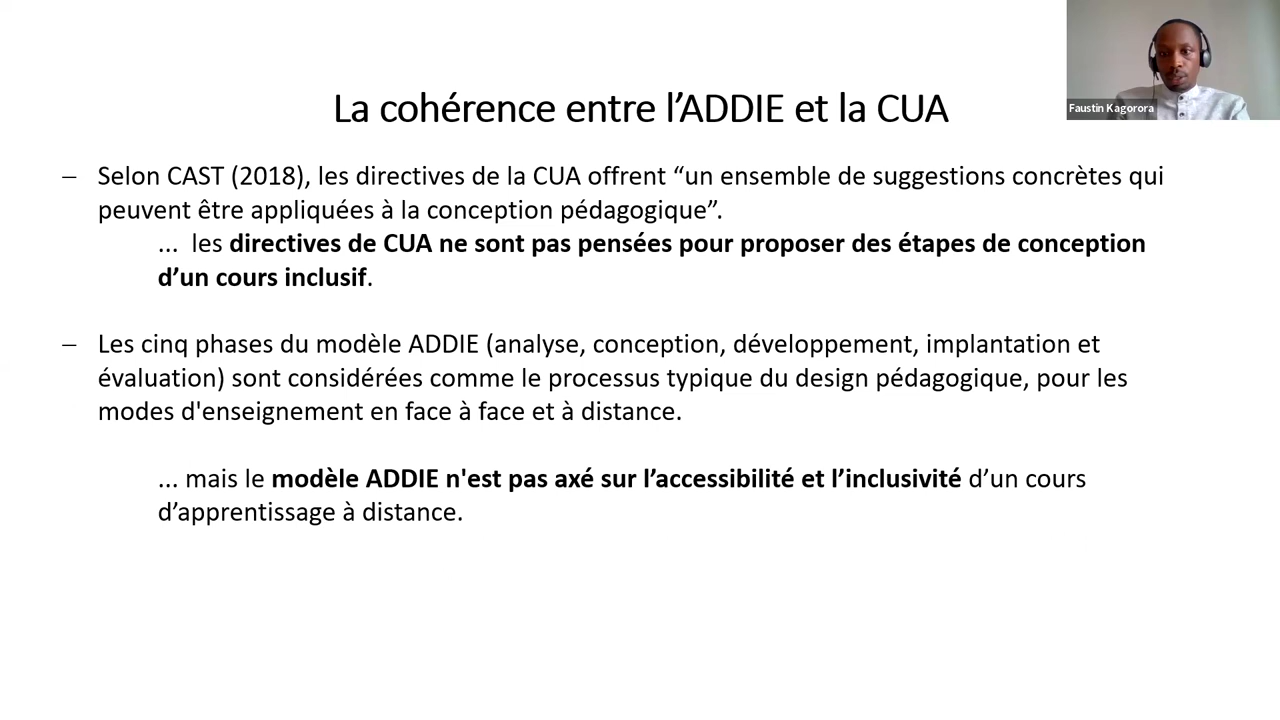 Faustin Kagorora
La cohérence entre l’ADDIE et la CUA
– Selon CAST (2018), les directives de la CUA offrent “un ensemble de suggestions concrètes qui
peuvent être appliquées à la conception pédagogique”.
... les directives de CUA ne sont pas pensées pour proposer des étapes de conception
d’un cours inclusif.
– Les cinq phases du modèle ADDIE (analyse, conception, développement, implantation et
évaluation) sont considérées comme le processus typique du design pédagogique, pour les
modes d'enseignement en face à face et à distance.
... mais le modèle ADDIE n'est pas axé sur l’accessibilité et l’inclusivité d’un cours
d’apprentissage à distance.